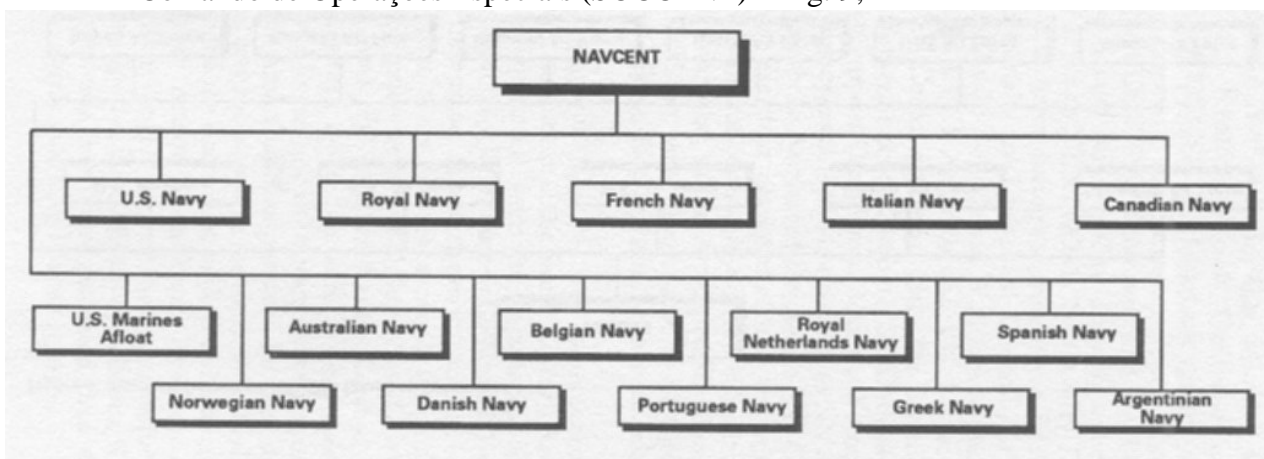 NAVCENT
U.S. Navy
Royal Navy
French Navy
Italian Navy
Canadian Navy
U.S. Marines
Afloat
Australian Navy
Belgian Navy
Royal
Netherlands Navy
Spanish Navy
Norwegian Navy
Danish Navy
Portuguese Navy
Greek Navy
Argentinian
Navy